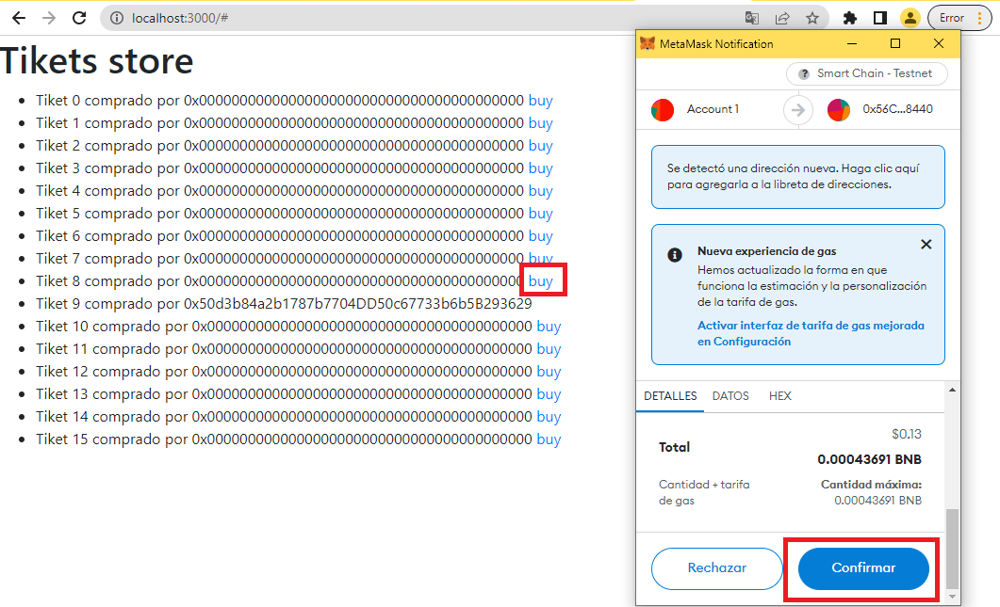 localhost:3000/#
Error
Tikets store
Tiket 0 comprado por 0x0000000000000000000000000000000000000000 buy
Tiket 1 comprado por 0x0000000000000000000000000000000000000000 buy
Tiket 2 comprado por 0x0000000000000000000000000000000000000000 buy
Tiket 3 comprado por 0x0000000000000000000000000000000000000000 buy
Tiket 4 comprado por 0x0000000000000000000000000000000000000000 buy
Tiket 5 comprado por 0x0000000000000000000000000000000000000000 buy
Tiket 6 comprado por 0x0000000000000000000000000000000000000000 buy
Tiket 7 comprado por 0x0000000000000000000000000000000000000000 buy
Tiket 8 comprado por 0x0000000000000000000000000000000000000000 buy
Tiket 9 comprado por 0x50d3b84a2b1787b7704DD50c67733b6b5B293629
Tiket 10 comprado por 0x0000000000000000000000000000000000000000 buy
Tiket 11 comprado por 0x0000000000000000000000000000000000000000 buy
Tiket 12 comprado por 0x0000000000000000000000000000000000000000 buy
Tiket 13 comprado por 0x0000000000000000000000000000000000000000 buy
Tiket 14 comprado por 0x0000000000000000000000000000000000000000 buy
Tiket 15 comprado por 0x0000000000000000000000000000000000000000 buy
MetaMask Notification
Smart Chain - Testnet
Account 1
0x56C...8440
Se detectó una dirección nueva. Haga clic aquí
para agregarla a la libreta de direcciones.
Nueva experiencia de gas
Hemos actualizado la forma en que
funciona la estimación y la personalización
de la tarifa de gas.
Activar interfaz de tarifa de gas mejorada
en Configuración
DETALLES DATOS HEX
$0.13
Total
0.00043691 BNB
Cantidad + tarifa
de gas
Cantidad máxima:
0.00043691 BNB
Rechazar
Confirmar